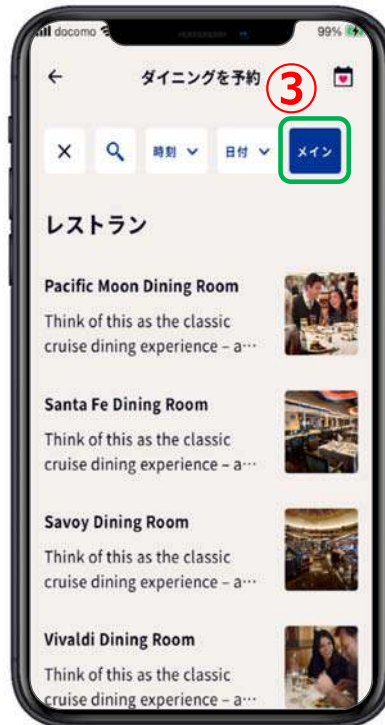 docomo 99%
ダイニングを予約
③
時刻 日付 メイン
レストラン
Pacific Moon Dining Room
Think of this as the classic
cruise dining experience – a…
Santa Fe Dining Room
Think of this as the classic
cruise dining experience – a…
Savoy Dining Room
Think of this as the classic
cruise dining experience – a…
Vivaldi Dining Room
Think of this as the classic
cruise dining experience – a…